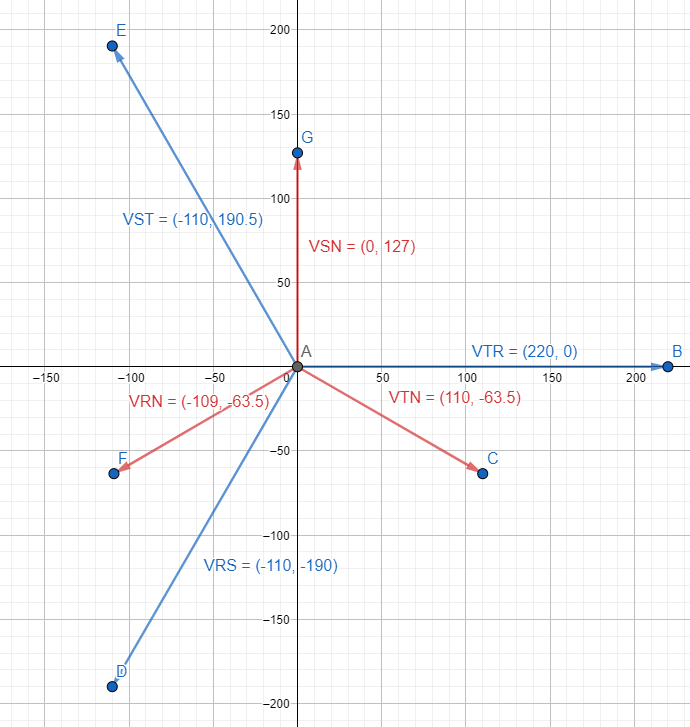 E
200
150
G
100
VST = (-110, 190.5)
VSN = (0, 127)
50
A
VTR = (220, 0)
B
−150
−100
−50
0
50
100
150
200
VRN = (-109, -63.5)
VTN = (110, -63.5)
−50
F
C
−100
VRS = (-110, -190)
−150
D
−200